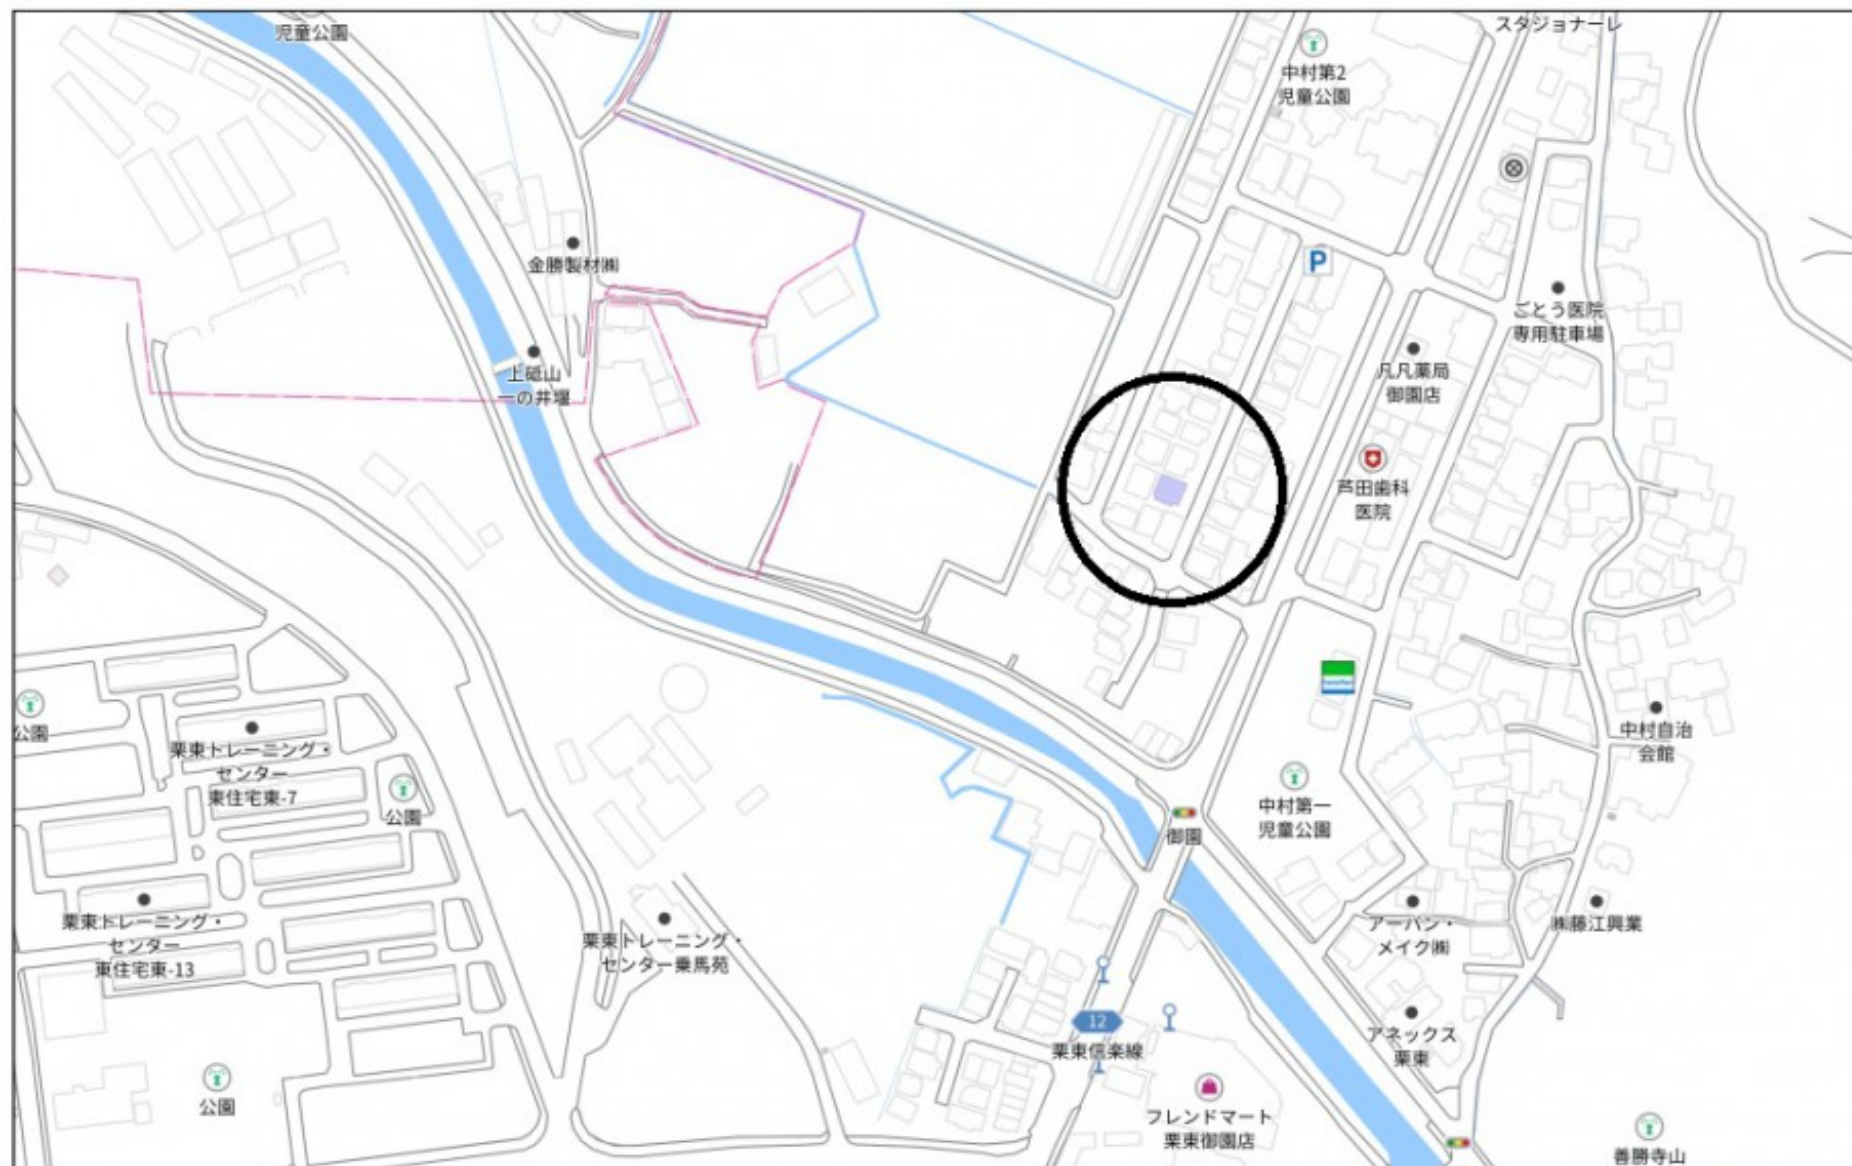 児童公園
スタジョナーレ
中村第2
児童公園
金勝製材㈱
P
ごとう医院
専用駐車場
上砥山
一の井堰
凡凡薬局
御園店
芦田歯科
医院
公園
栗東トレーニング・
センター
東住宅東-7
公園
中村自治
会館
中村第一
児童公園
御園
栗東トレーニング・
センター
東住宅東-13
栗東トレーニング・
センター乗馬苑
アーバン・
メイク㈱
㈱藤江興業
12
栗東信楽線
アネックス
栗東
公園
フレンドマート
栗東御園店
善勝寺山